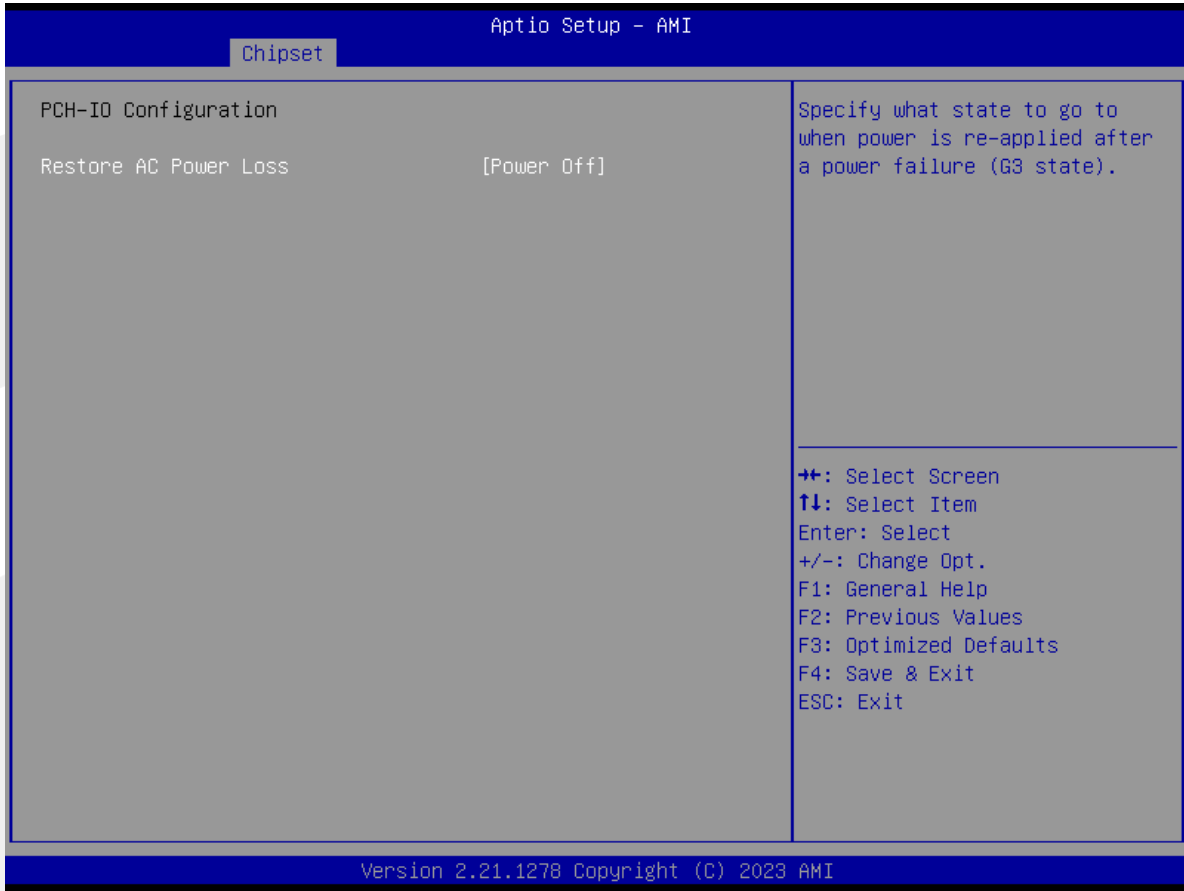 Aptio Setup – AMI
Chipset
PCH-IO Configuration
Restore AC Power Loss [Power Off]
Specify what state to go to
when power is re-applied after
a power failure (G3 state).
→←: Select Screen
↑↓: Select Item
Enter: Select
+/-: Change Opt.
F1: General Help
F2: Previous Values
F3: Optimized Defaults
F4: Save & Exit
ESC: Exit
Version 2.21.1278 Copyright (C) 2023 AMI